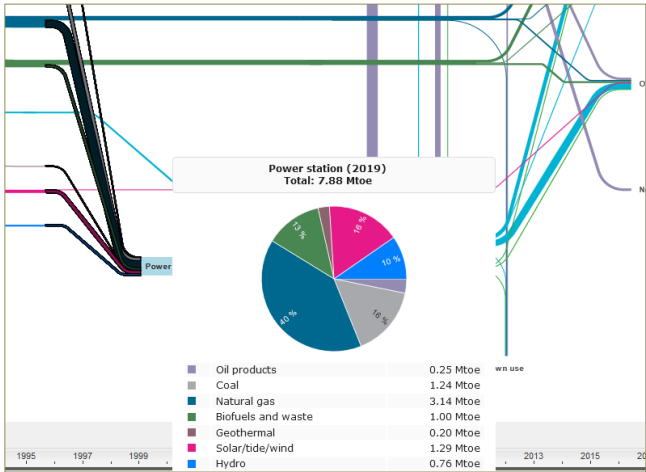 O
Power station (2019)
Total: 7.88 Mtoe
N
Power
13 %
16 %
10 %
40 %
16 %
wn use
Oil products 0.25 Mtoe
Coal 1.24 Mtoe
Natural gas 3.14 Mtoe
Biofuels and waste 1.00 Mtoe
Geothermal 0.20 Mtoe
Solar/tide/wind 1.29 Mtoe
Hydro 0.76 Mtoe
1995 1997 1999 2013 2015 20